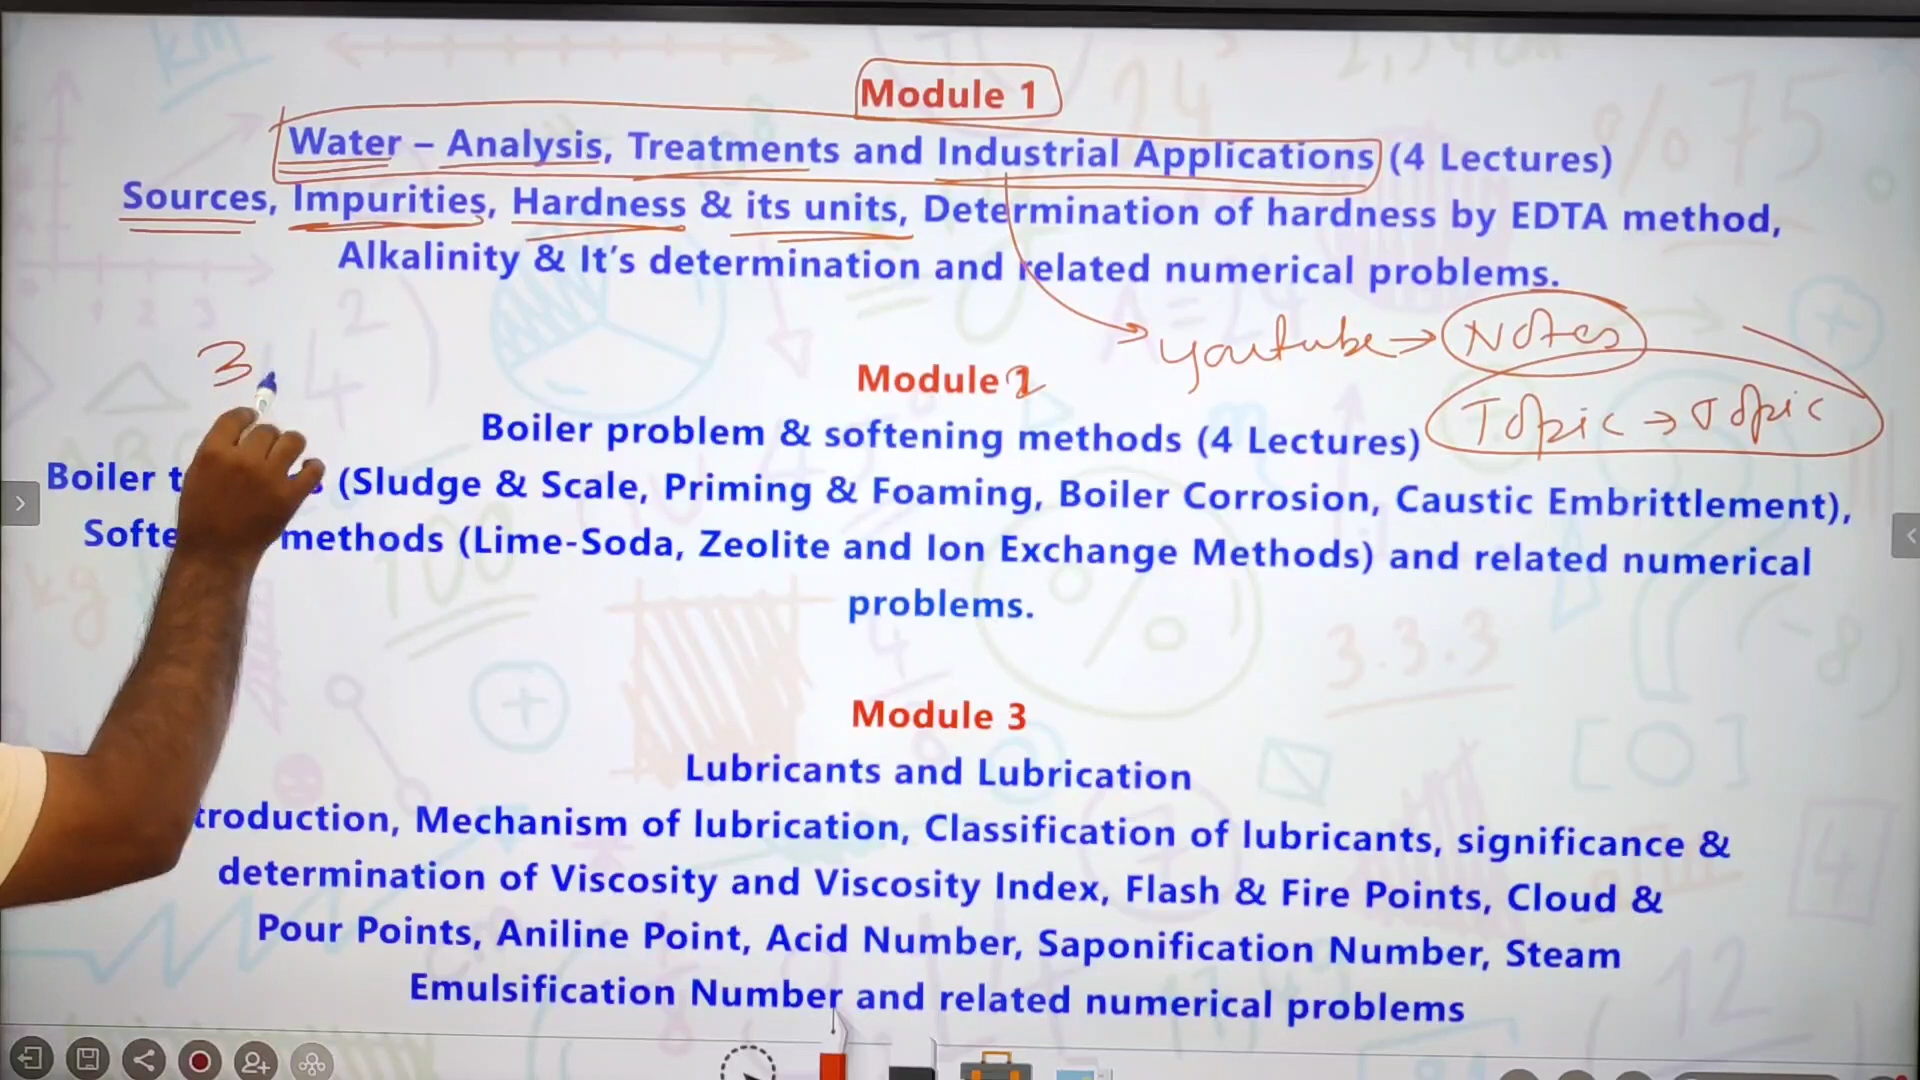 Module 1
Water – Analysis, Treatments and Industrial Applications (4 Lectures)
Sources, Impurities, Hardness & its units, Determination of hardness by EDTA method,
Alkalinity & It's determination and related numerical problems.
youtube → Notes
3
Module 2
Topic → Topic
Boiler problem & softening methods (4 Lectures)
Boiler (Sludge & Scale, Priming & Foaming, Boiler Corrosion, Caustic Embrittlement),
methods (Lime-Soda, Zeolite and Ion Exchange Methods) and related numerical
problems.
Module 3
Lubricants and Lubrication
troduction, Mechanism of lubrication, Classification of lubricants, significance &
determination of Viscosity and Viscosity Index, Flash & Fire Points, Cloud &
Pour Points, Aniline Point, Acid Number, Saponification Number, Steam
Emulsification Number and related numerical problems